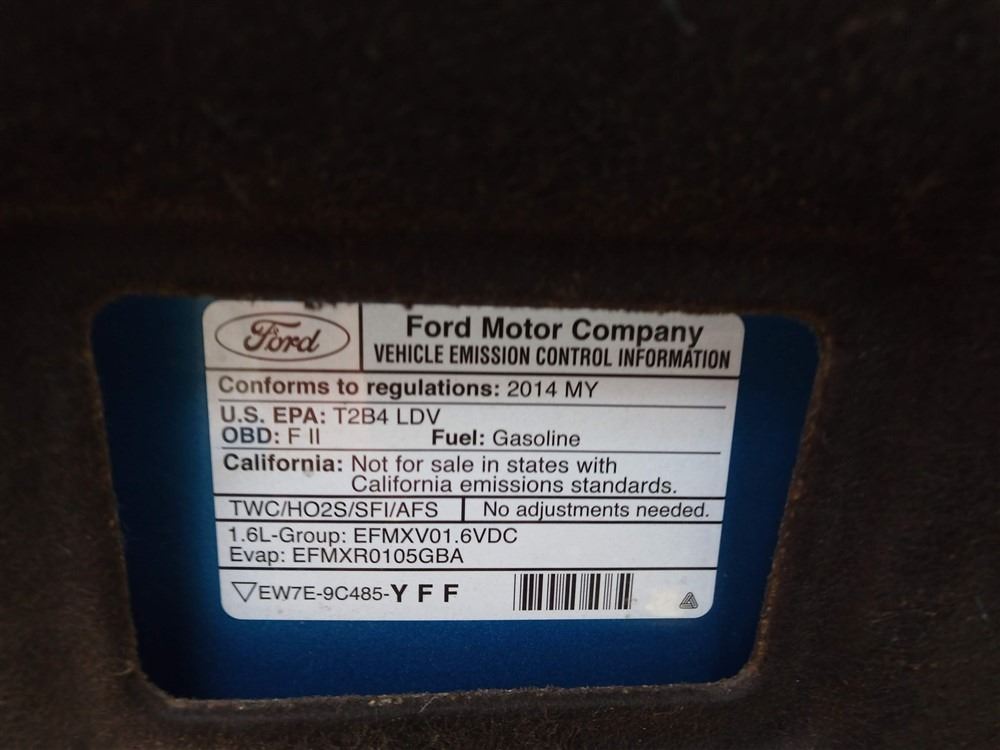 Ford
Ford Motor Company
VEHICLE EMISSION CONTROL INFORMATION
Conforms to regulations: 2014 MY
U.S. EPA: T2B4 LDV
OBD: F II Fuel: Gasoline
California: Not for sale in states with
California emissions standards.
TWC/HO2S/SFI/AFS No adjustments needed.
1.6L-Group: EFMXV01.6VDC
Evap: EFMXR0105GBA
EW7E-9C485-Y F F